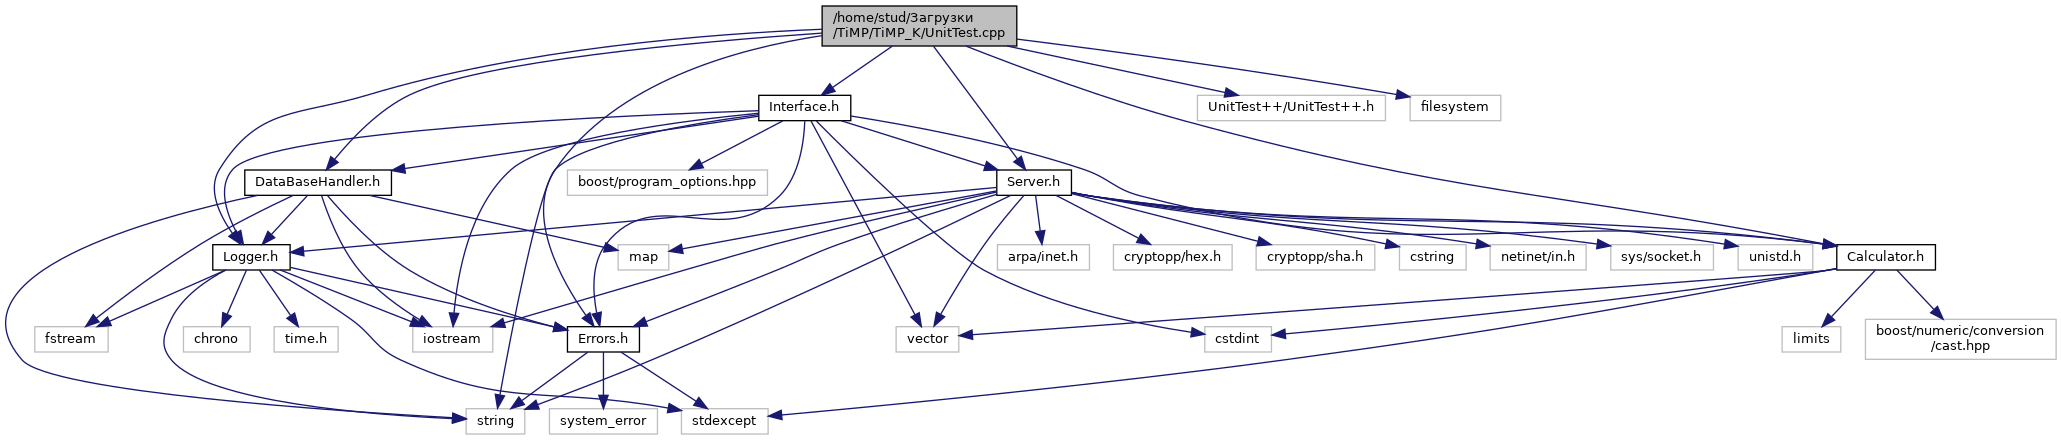 /home/stud/Загрузки
/TiMP/TiMP_K/UnitTest.cpp
Interface.h
UnitTest++/UnitTest++.h
filesystem
DataBaseHandler.h
boost/program_options.hpp
Server.h
Logger.h
map
arpa/inet.h
cryptopp/hex.h
cryptopp/sha.h
cstring
netinet/in.h
sys/socket.h
unistd.h
Calculator.h
fstream
chrono
time.h
iostream
Errors.h
vector
cstdint
limits
boost/numeric/conversion
/cast.hpp
string
system_error
stdexcept